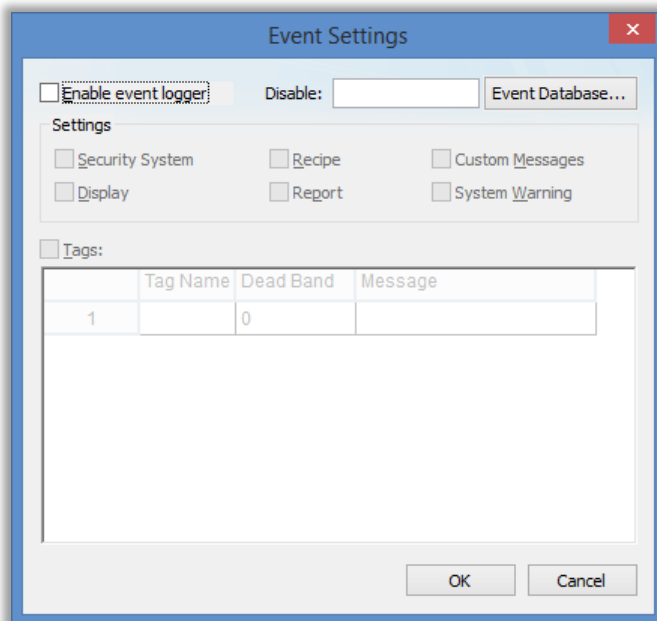 Event Settings
Enable event logger Disable: Event Database...
Settings
Security System Recipe Custom Messages
Display Report System Warning
Tags:
Tag Name Dead Band Message
1 0
OK Cancel